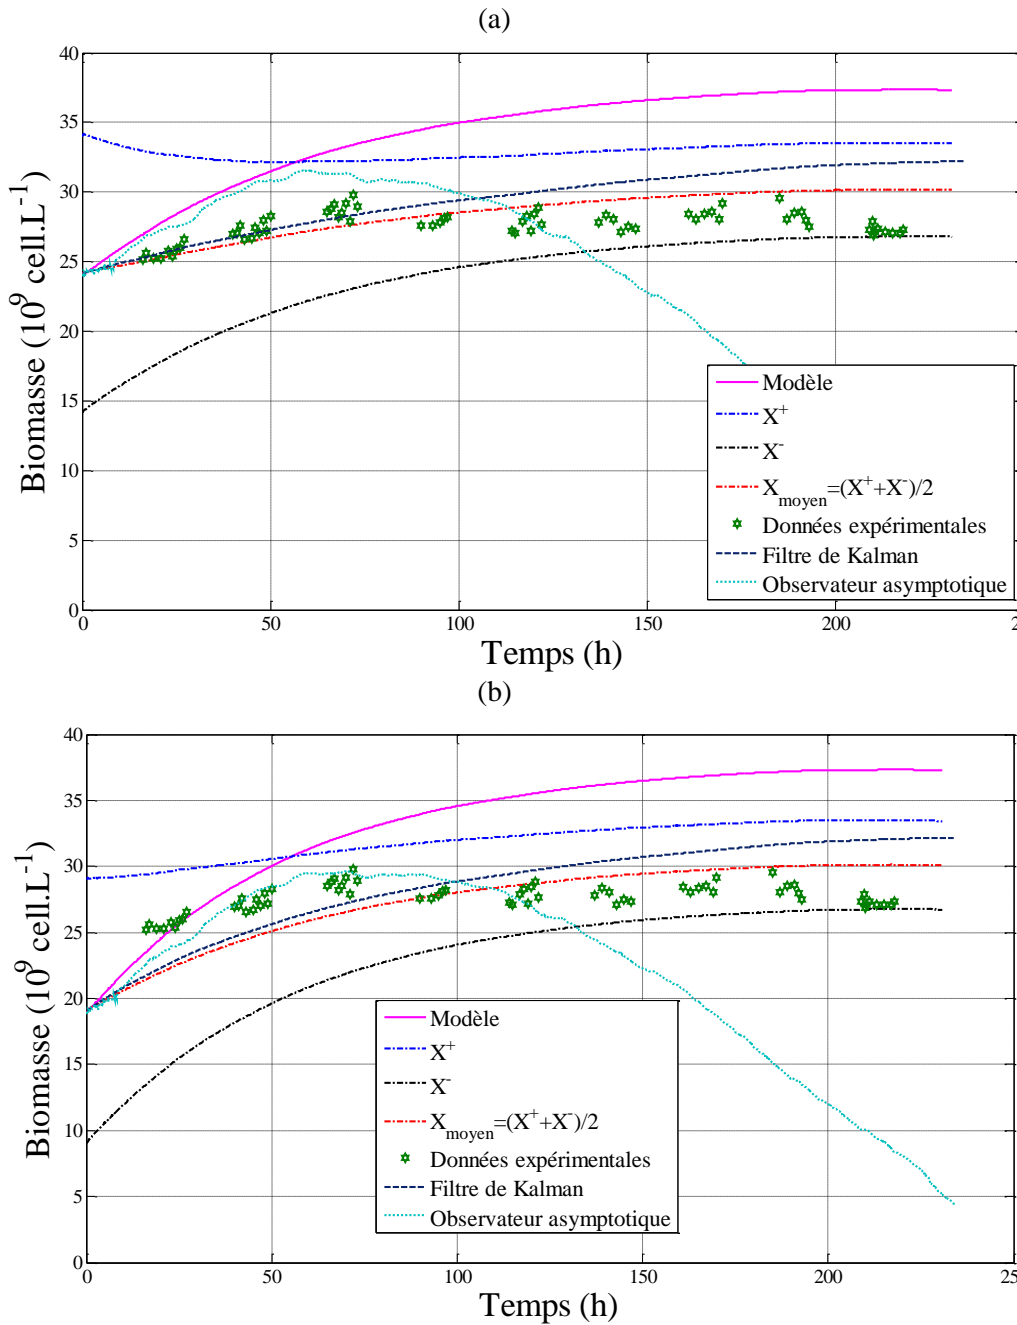 (a)
40
35
30
25
20
15
10
5
0
Biomasse (10^9 cell.L^-1)
Modèle
X^+
X^-
X_moyen=(X^++X^-)/2
Données expérimentales
Filtre de Kalman
Observateur asymptotique
0 50 100 150 200 2
Temps (h)
(b)
40
35
30
25
20
15
10
5
0
Biomasse (10^9 cell.L^-1)
Modèle
X^+
X^-
X_moyen=(X^++X^-)/2
Données expérimentales
Filtre de Kalman
Observateur asymptotique
0 50 100 150 200 25
Temps (h)